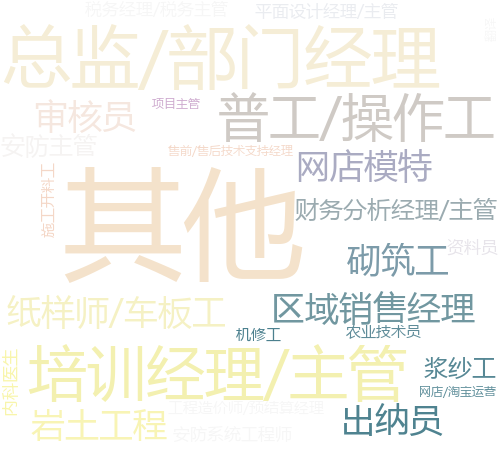 税务经理/税务主管
平面设计经理/主管
总监/部门经理
项目主管
普工/操作工
审核员
安防主管
售前/售后技术支持经理
网店模特
其他
施工开料工
财务分析经理/主管
资料员
砌筑工
纸样师/车板工
区域销售经理
机修工
农业技术员
培训经理/主管
内科医生
浆纱工
网店/淘宝运营
工程造价师/预结算经理
出纳员
岩土工程
安防系统工程师